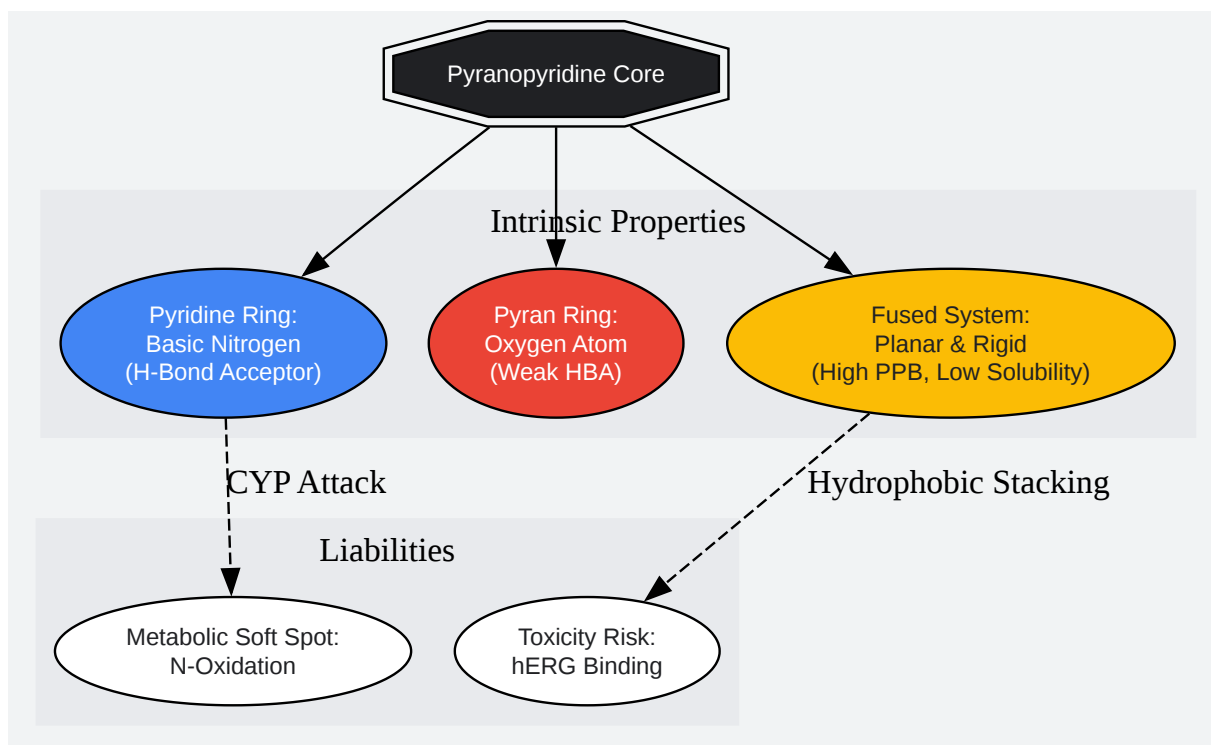 Pyranopyridine Core
Intrinsic Properties
Pyridine Ring:
Basic Nitrogen
(H-Bond Acceptor)
Pyran Ring:
Oxygen Atom
(Weak HBA)
Fused System:
Planar & Rigid
(High PPB, Low Solubility)
CYP Attack
Hydrophobic Stacking
Liabilities
Metabolic Soft Spot:
N-Oxidation
Toxicity Risk:
hERG Binding